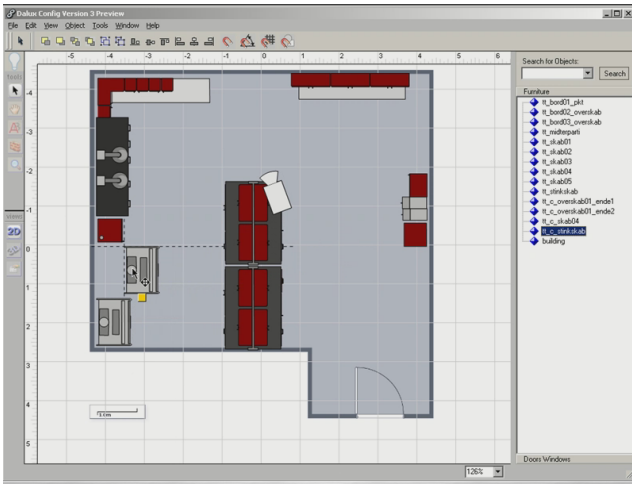 Dalux Config Version 3 Preview
File Edit View Object Tools Window Help
tools
views
2D
-5 -4 -3 -2 -1 0 1 2 3 4 5 6
-4
-3
-2
-1
0
1
2
3
4
5
Search for Objects:
Search
Furniture
tt_bord01_pkt
tt_bord02_overskab
tt_bord03_overskab
tt_midterparti
tt_skab01
tt_skab02
tt_skab03
tt_skab04
tt_skab05
tt_stinkskab
tt_c_overskab01_ende1
tt_c_overskab01_ende2
tt_c_skab04
tt_c_stinkskab
building
Doors Windows
126%